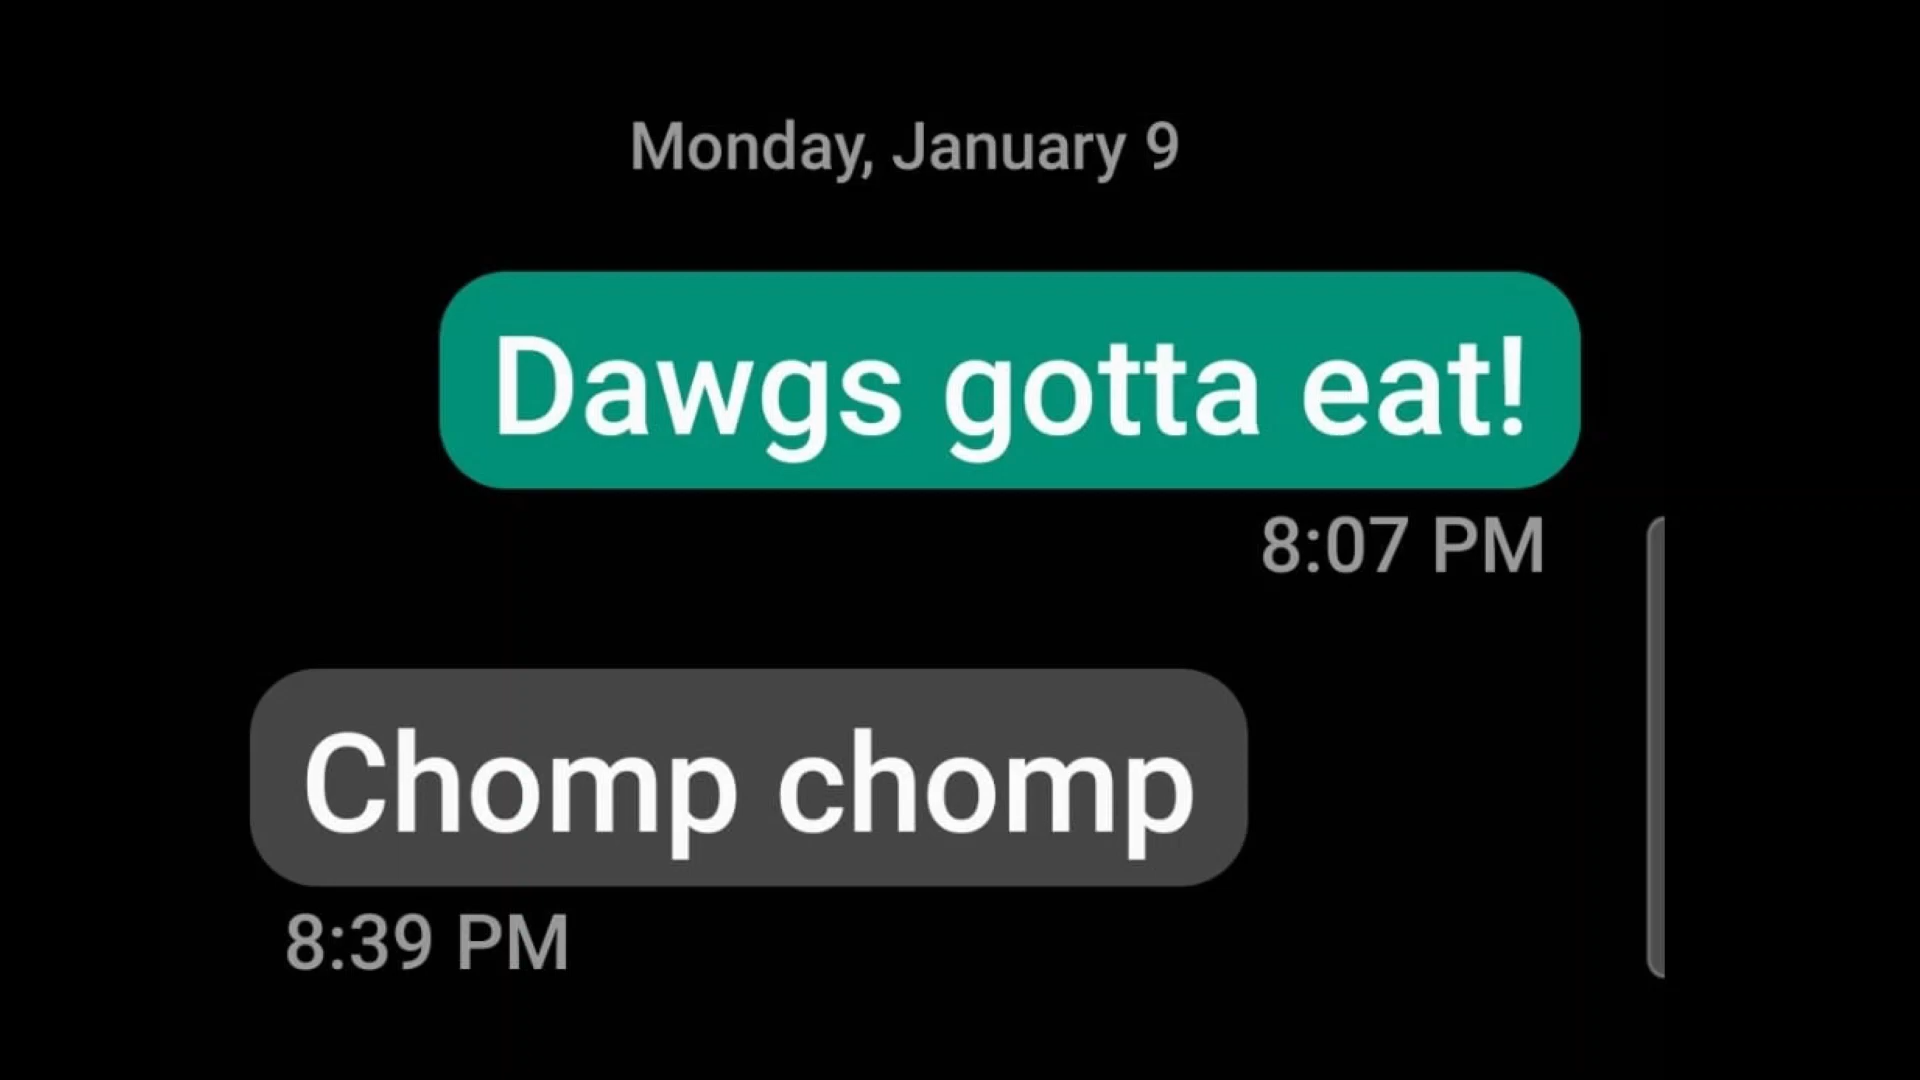 Monday, January 9
Dawgs gotta eat!
8:07 PM
Chomp chomp
8:39 PM